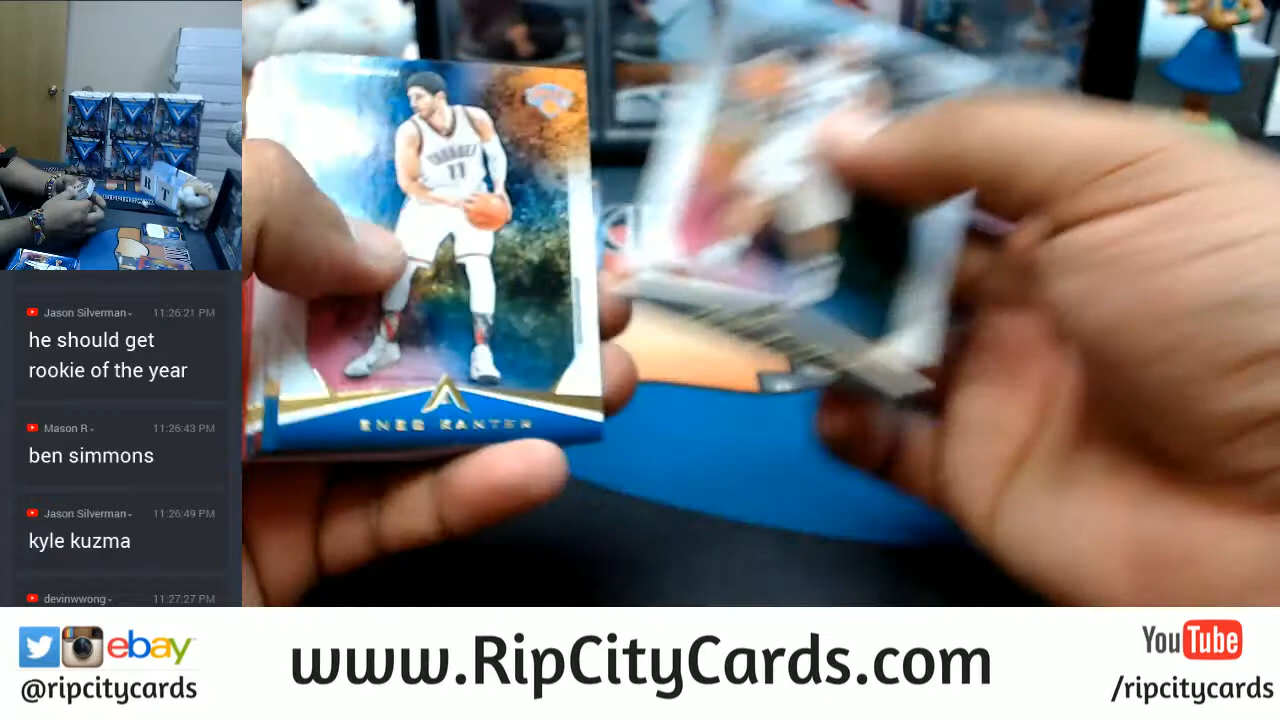 Jason Silverman 11:26:21 PM
he should get
rookie of the year
Mason R 11:26:43 PM
ben simmons
Jason Silverman 11:26:49 PM
kyle kuzma
devinwwong 11:27:27 PM
THUNDER
11
ENES KANTER
ebay
@ripcitycards
www.RipCityCards.com
YouTube
/ripcitycards